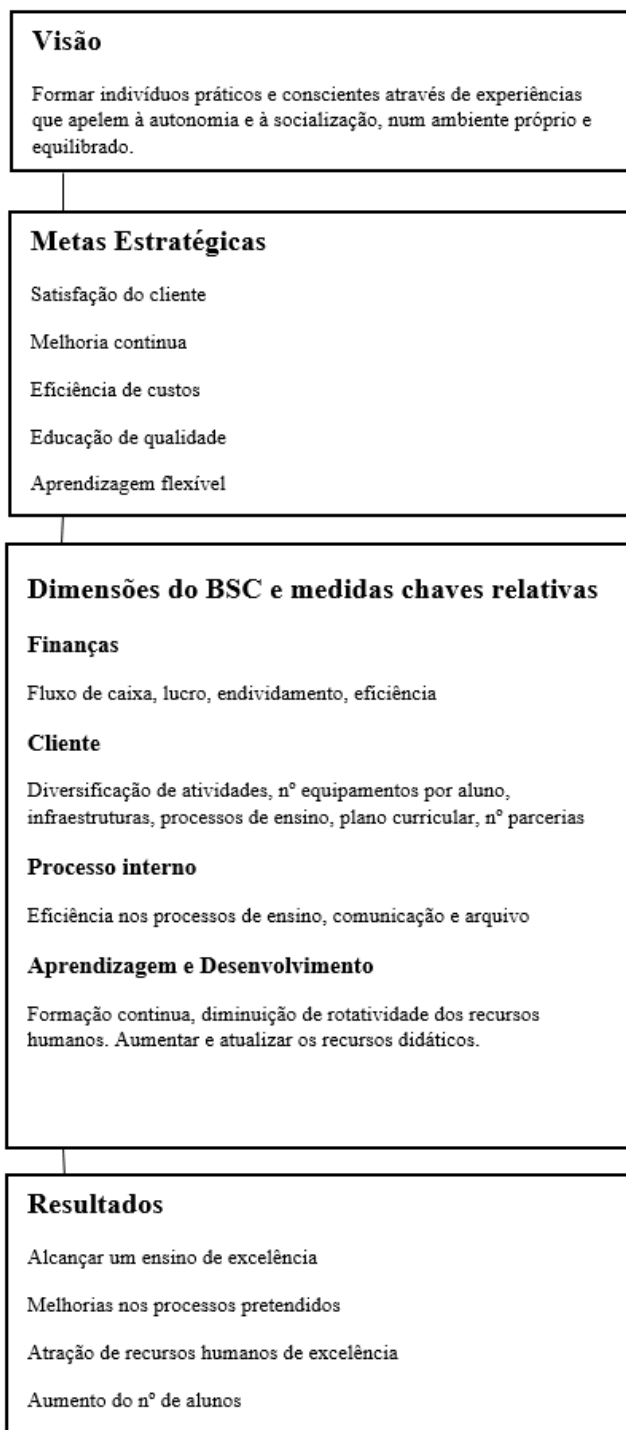 Visão
Formar indivíduos práticos e conscientes através de experiências
que apelem à autonomia e à socialização, num ambiente próprio e
equilibrado.
Metas Estratégicas
Satisfação do cliente
Melhoria continua
Eficiência de custos
Educação de qualidade
Aprendizagem flexível
Dimensões do BSC e medidas chaves relativas
Finanças
Fluxo de caixa, lucro, endividamento, eficiência
Cliente
Diversificação de atividades, nº equipamentos por aluno,
infraestruturas, processos de ensino, plano curricular, nº parcerias
Processo interno
Eficiência nos processos de ensino, comunicação e arquivo
Aprendizagem e Desenvolvimento
Formação continua, diminuição de rotatividade dos recursos
humanos. Aumentar e atualizar os recursos didáticos.
Resultados
Alcançar um ensino de excelência
Melhorias nos processos pretendidos
Atração de recursos humanos de excelência
Aumento do nº de alunos